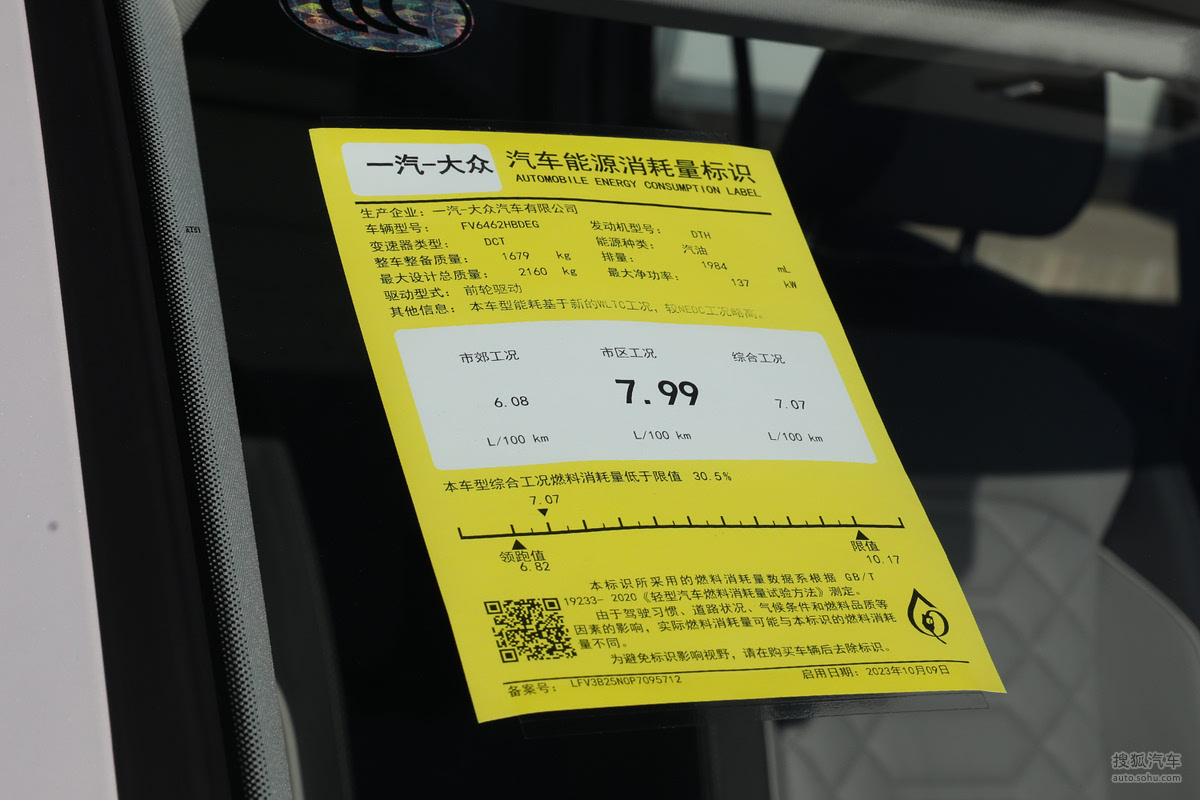 一汽-大众
汽车能源消耗量标识
AUTOMOBILE ENERGY CONSUMPTION LABEL
生产企业：一汽-大众汽车有限公司
车辆型号： FV6462HBDEG 发动机型号： DTH
变速器类型： DCT 能源种类： 汽油
整车整备质量： 1679 kg 排量： 1984 mL
最大设计总质量： 2160 kg 最大净功率： 137 kW
驱动型式： 前轮驱动
其他信息： 本车型能耗基于新的WLTC工况，较NEDC工况略高。
市郊工况 市区工况 综合工况
6.08 7.99 7.07
L/100 km L/100 km L/100 km
本车型综合工况燃料消耗量低于限值 30.5%
7.07
领跑值 限值
6.82 10.17
本标识所采用的燃料消耗量数据系根据 GB/T
19233- 2020《轻型汽车燃料消耗量试验方法》测定。
由于驾驶习惯、道路状况、气候条件和燃料品质等
因素的影响，实际燃料消耗量可能与本标识的燃料消耗
量不同。
为避免标识影响视野，请在购买车辆后去除标识。
备案号： LFV3B25N0P7095712 启用日期： 2023年10月09日
搜狐汽车
auto.sohu.com